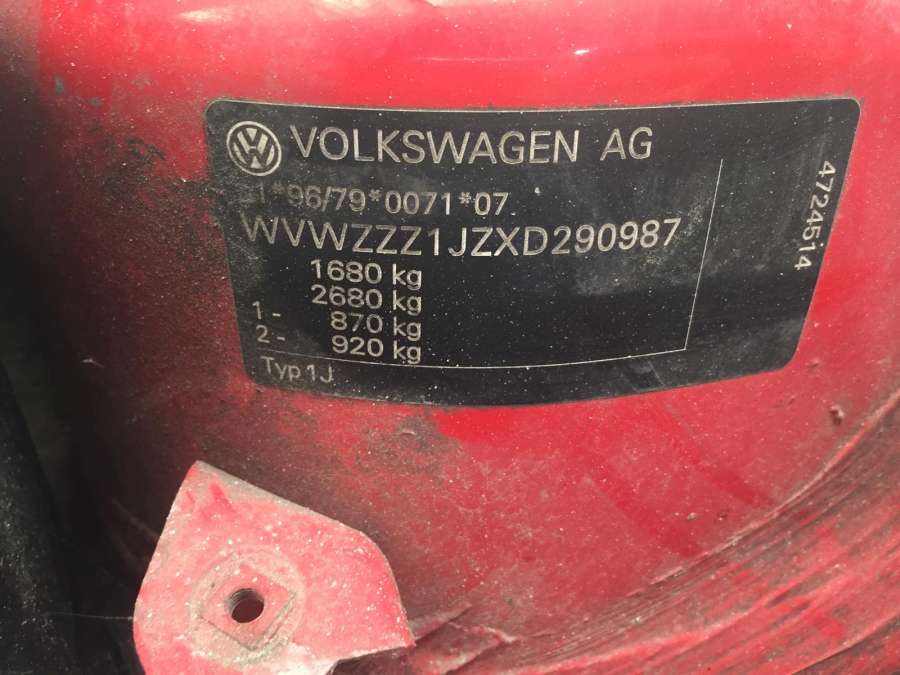 VOLKSWAGEN AG
1*96/79*0071*07
WVWZZZ1JZXD290987
1680 kg
2680 kg
1- 870 kg
2- 920 kg
Typ 1J
4724514